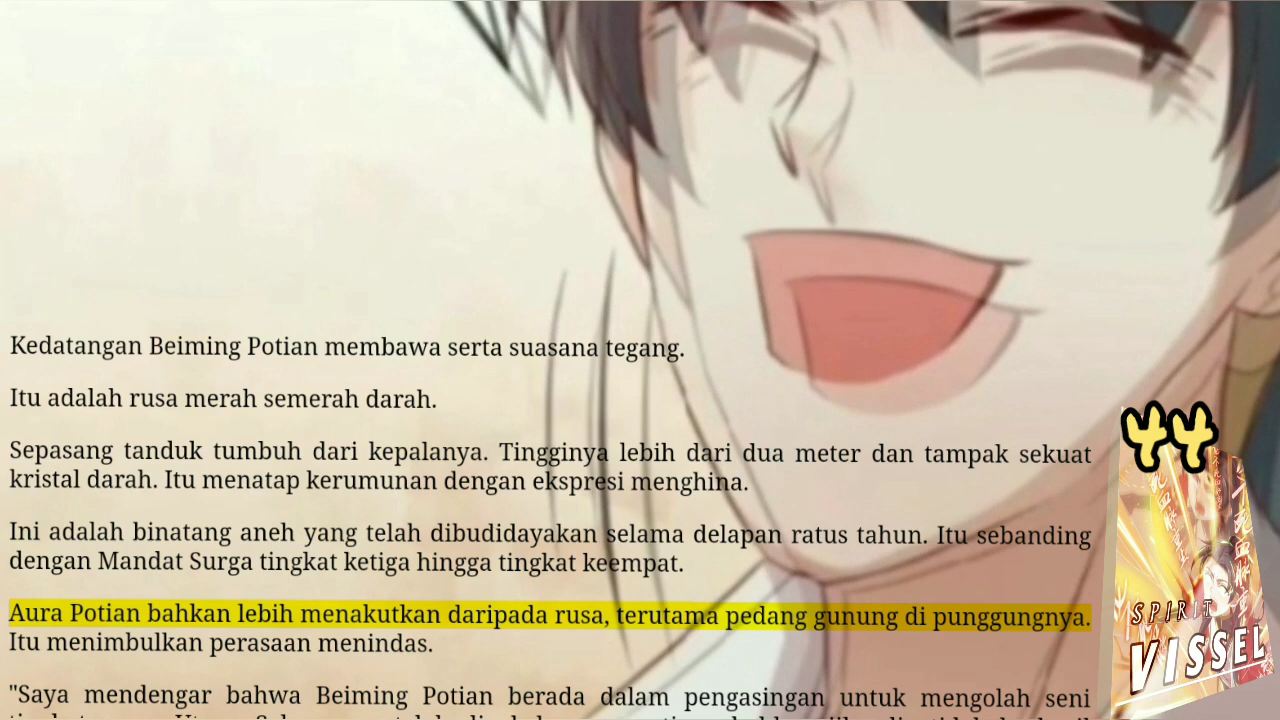 Kedatangan Beiming Potian membawa serta suasana tegang.
Itu adalah rusa merah semerah darah.
Sepasang tanduk tumbuh dari kepalanya. Tingginya lebih dari dua meter dan tampak sekuat
kristal darah. Itu menatap kerumunan dengan ekspresi menghina.
Ini adalah binatang aneh yang telah dibudidayakan selama delapan ratus tahun. Itu sebanding
dengan Mandat Surga tingkat ketiga hingga tingkat keempat.
Aura Potian bahkan lebih menakutkan daripada rusa, terutama pedang gunung di punggungnya.
Itu menimbulkan perasaan menindas.
"Saya mendengar bahwa Beiming Potian berada dalam pengasingan untuk mengolah seni
44
SPIRIT
VISSEL